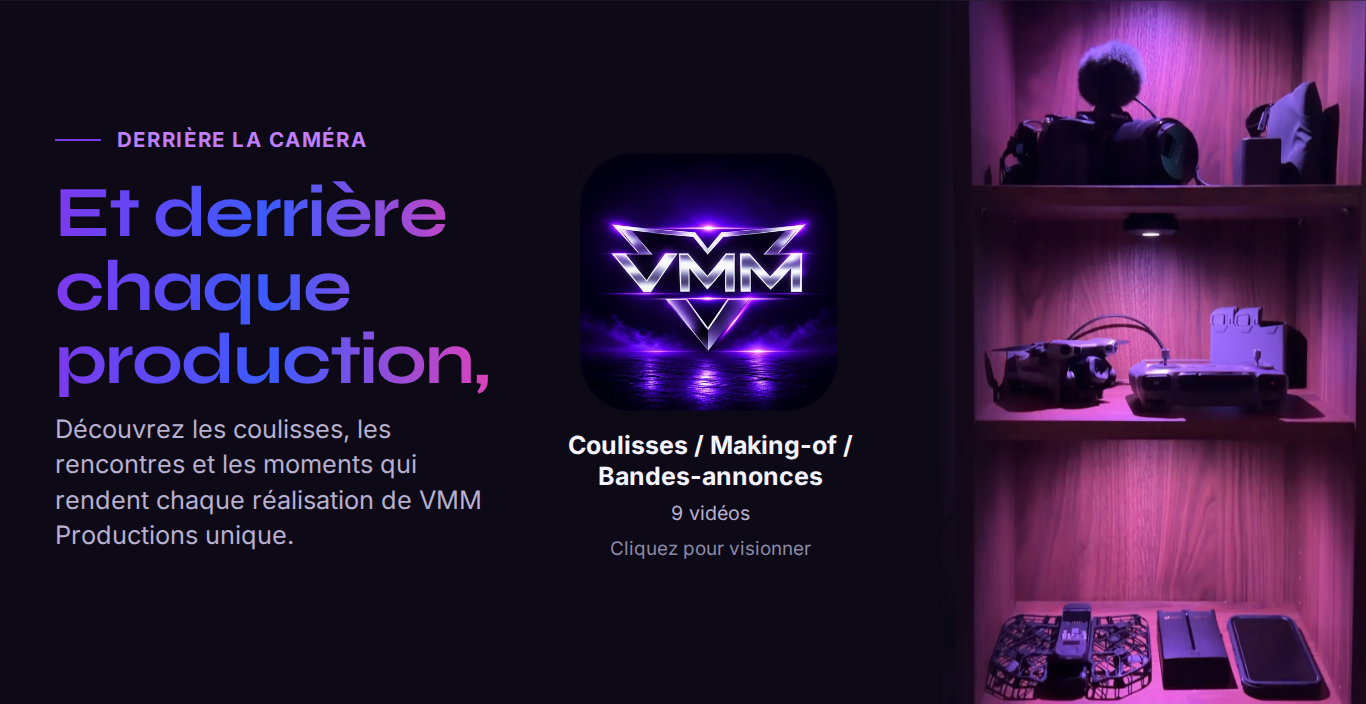 DERRIÈRE LA CAMÉRA
Et derrière
chaque
production,
Découvrez les coulisses, les
rencontres et les moments qui
rendent chaque réalisation de VMM
Productions unique.
VMM
Coulisses / Making-of /
Bandes-annonces
9 vidéos
Cliquez pour visionner